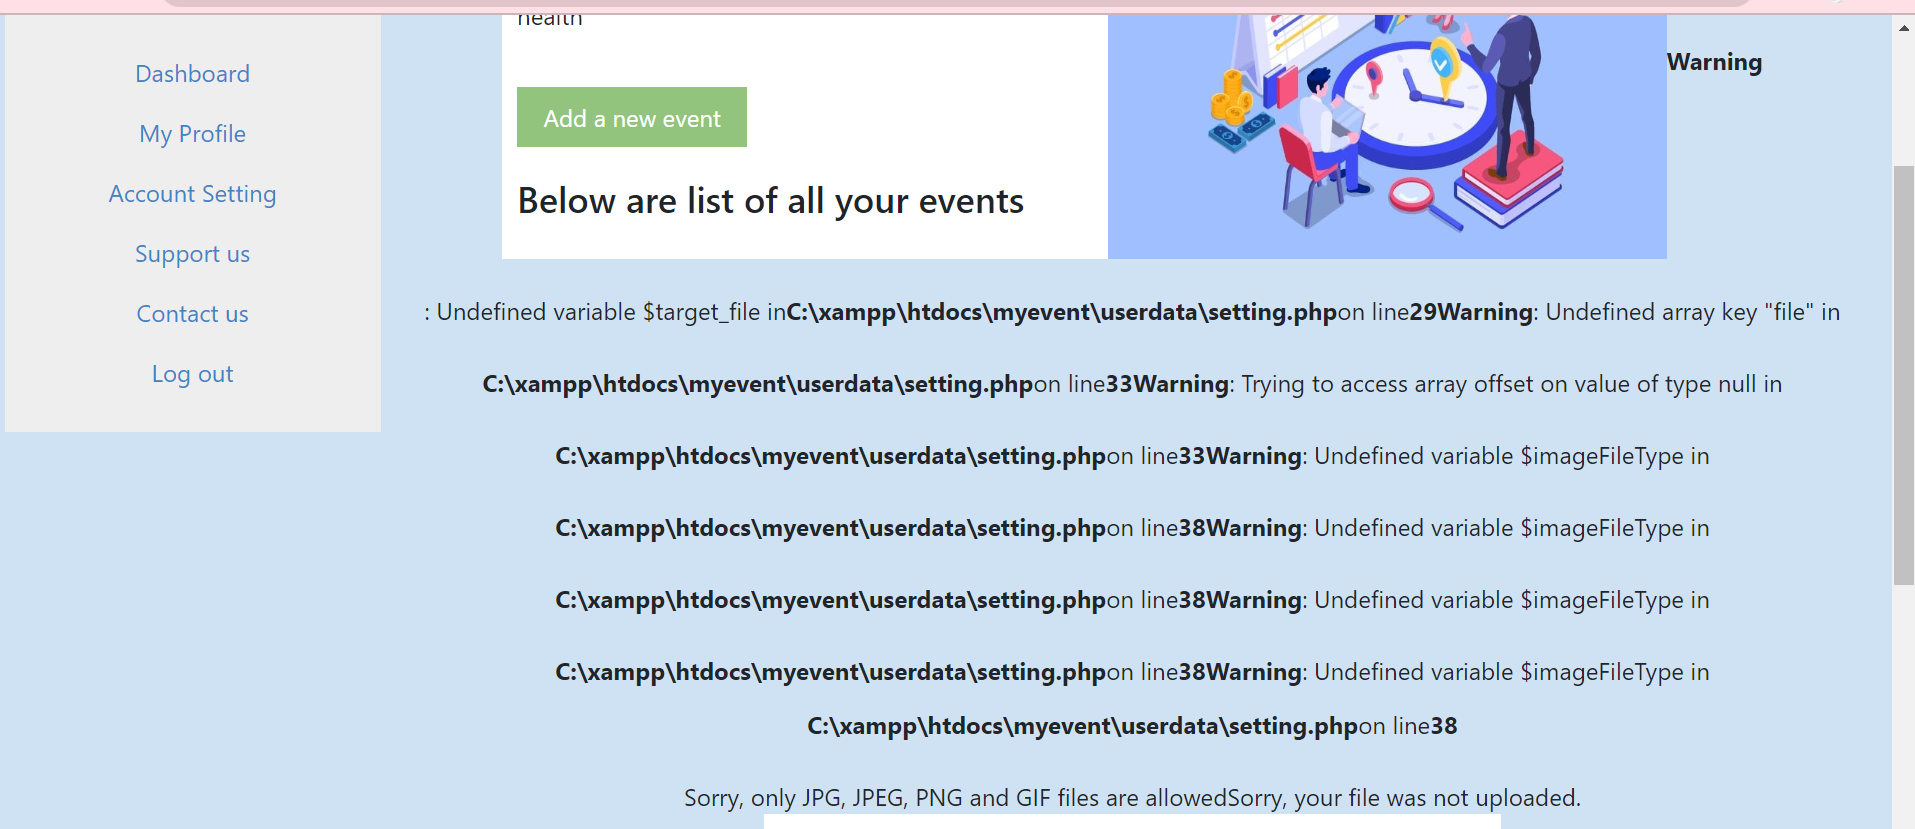 health
Dashboard
My Profile
Account Setting
Support us
Contact us
Log out
Add a new event
Below are list of all your events
Warning
: Undefined variable $target_file inC:\xampp\htdocs\myevent\userdata\setting.phpon line29Warning: Undefined array key "file" in
C:\xampp\htdocs\myevent\userdata\setting.phpon line33Warning: Trying to access array offset on value of type null in
C:\xampp\htdocs\myevent\userdata\setting.phpon line33Warning: Undefined variable $imageFileType in
C:\xampp\htdocs\myevent\userdata\setting.phpon line38Warning: Undefined variable $imageFileType in
C:\xampp\htdocs\myevent\userdata\setting.phpon line38Warning: Undefined variable $imageFileType in
C:\xampp\htdocs\myevent\userdata\setting.phpon line38Warning: Undefined variable $imageFileType in
C:\xampp\htdocs\myevent\userdata\setting.phpon line38
Sorry, only JPG, JPEG, PNG and GIF files are allowedSorry, your file was not uploaded.